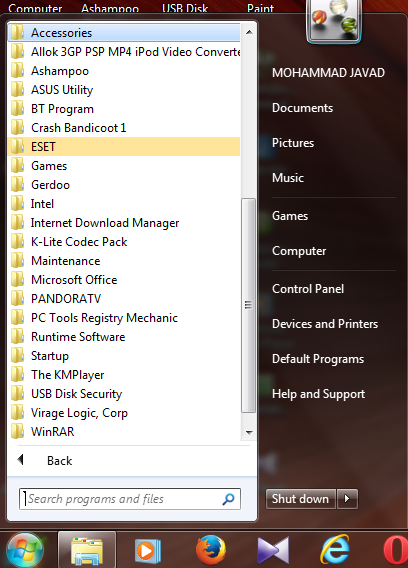 Computer Ashampoo USB Disk Paint
Accessories
Allok 3GP PSP MP4 iPod Video Converte
Ashampoo
ASUS Utility
BT Program
Crash Bandicoot 1
ESET
Games
Gerdoo
Intel
Internet Download Manager
K-Lite Codec Pack
Maintenance
Microsoft Office
PANDORATV
PC Tools Registry Mechanic
Runtime Software
Startup
The KMPlayer
USB Disk Security
Virage Logic, Corp
WinRAR
Back
Search programs and files
MOHAMMAD JAVAD
Documents
Pictures
Music
Games
Computer
Control Panel
Devices and Printers
Default Programs
Help and Support
Shut down